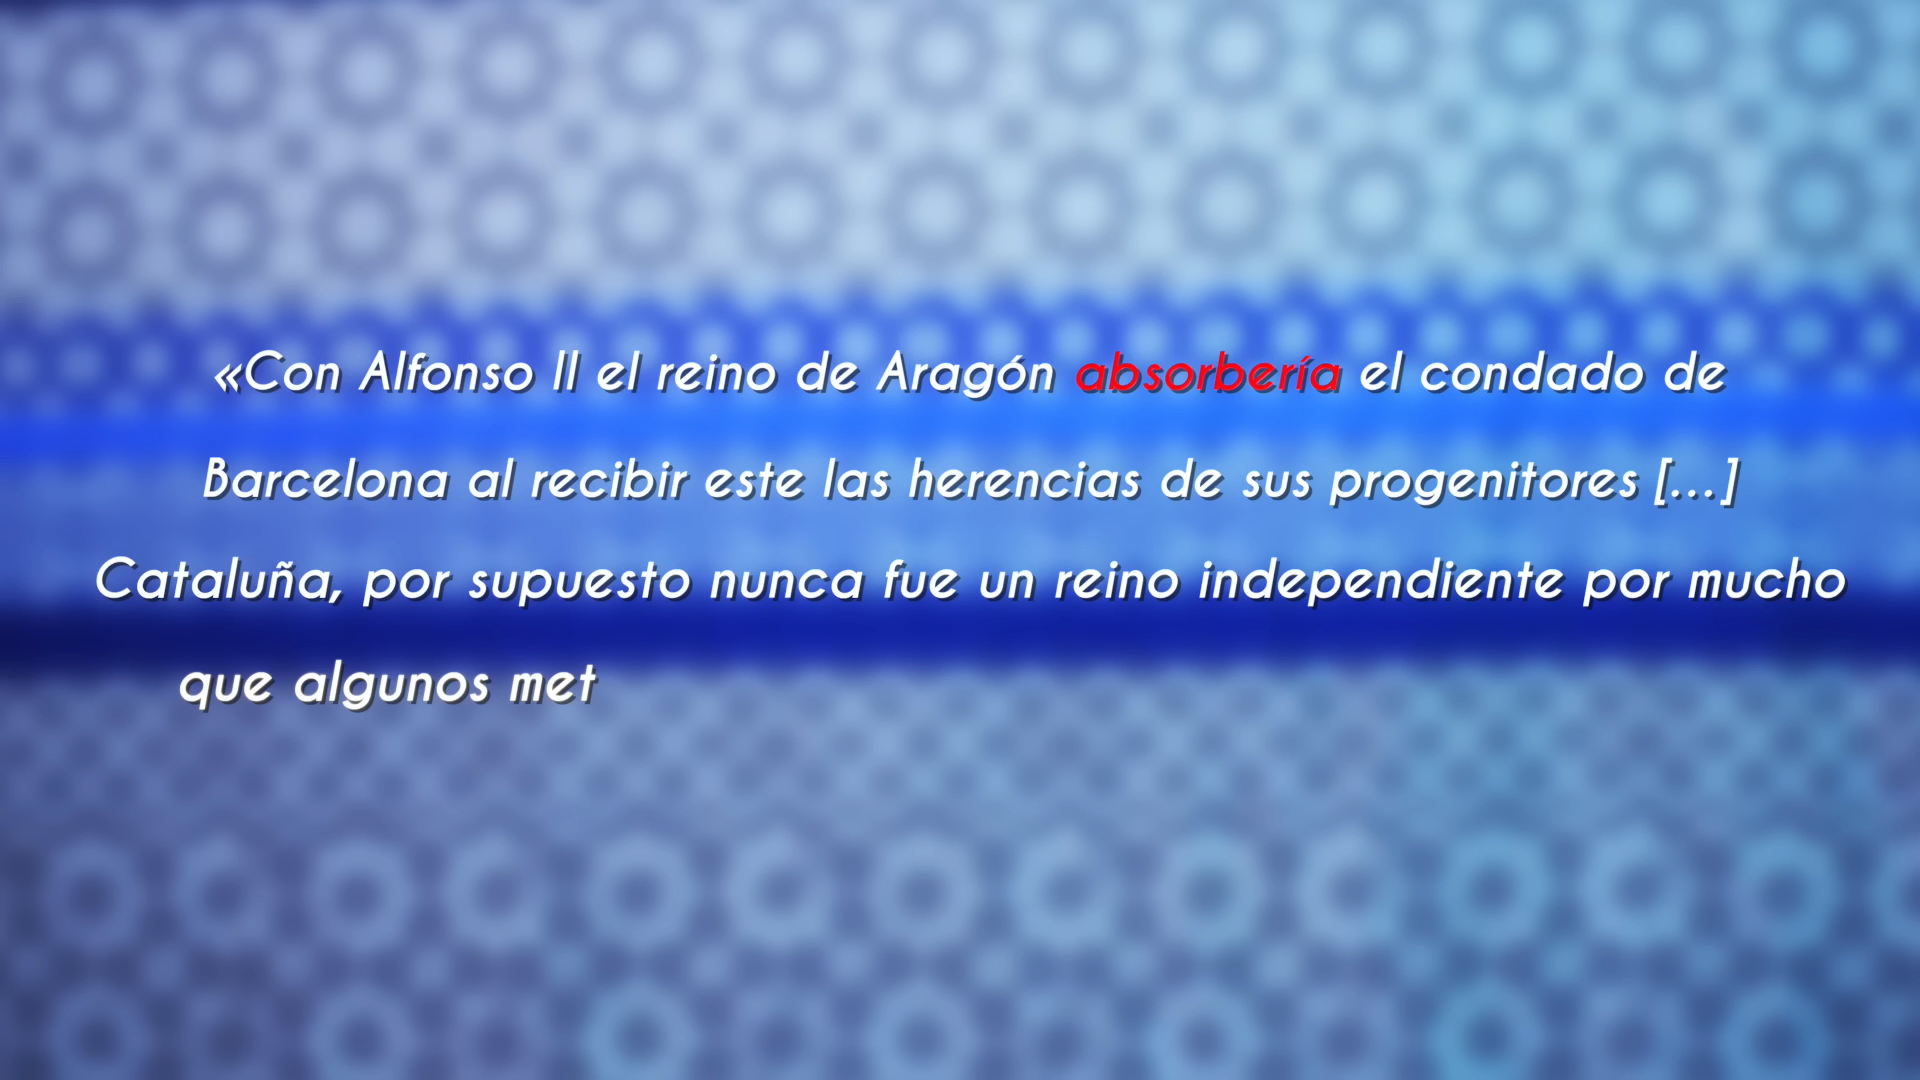 «Con Alfonso II el reino de Aragón absorbería el condado de
Barcelona al recibir este las herencias de sus progenitores [...]
Cataluña, por supuesto nunca fue un reino independiente por mucho
que algunos met